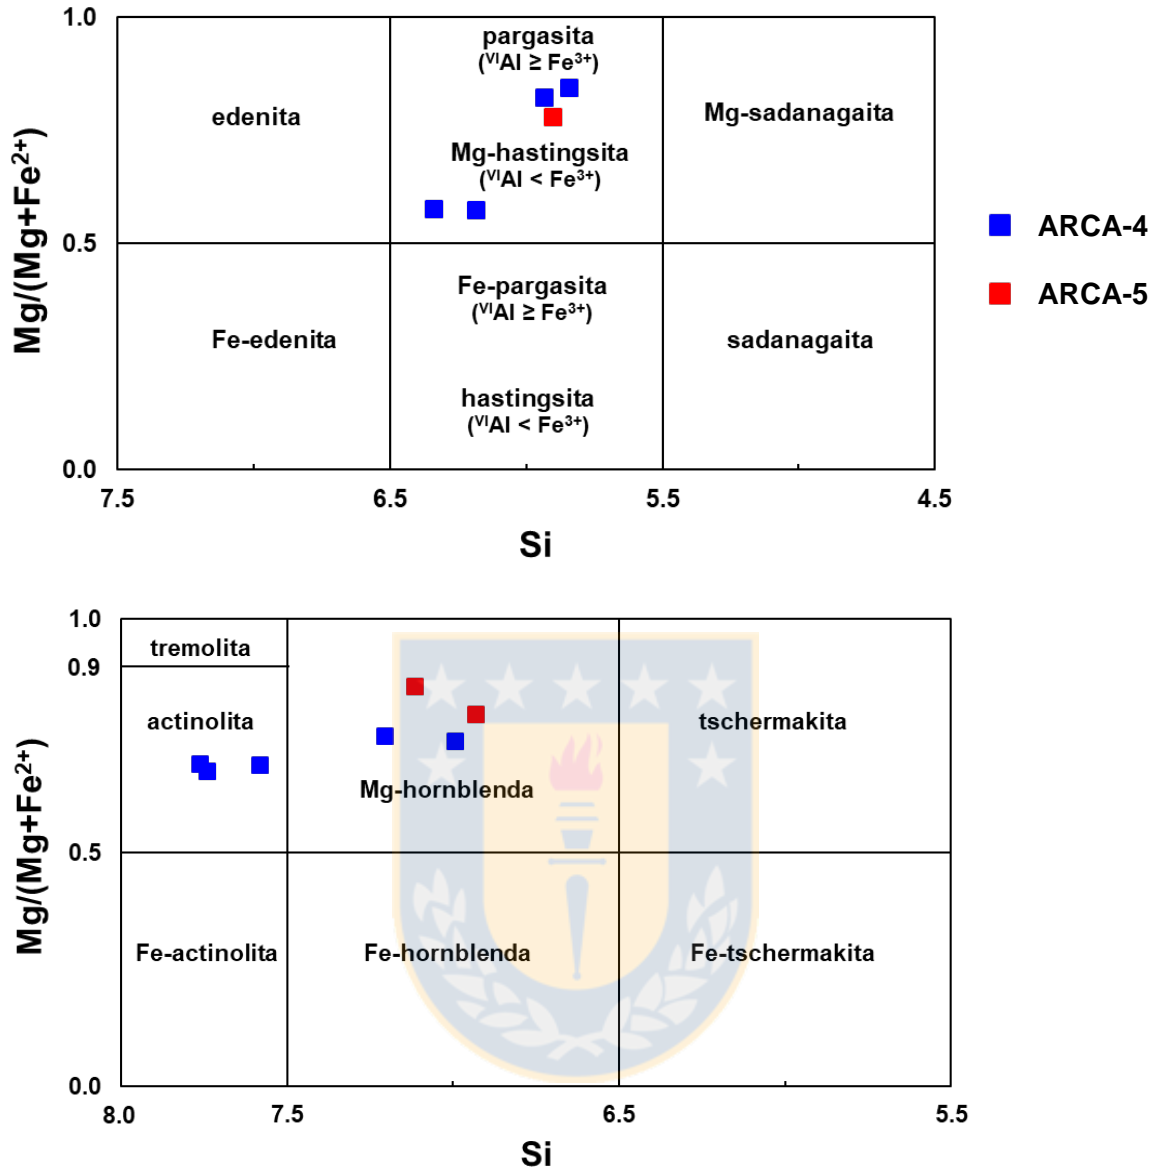 1.0
pargasita
(ⱽᴵAl ≥ Fe³⁺)
edenita
Mg-sadanagaita
Mg-hastingsita
(ⱽᴵAl < Fe³⁺)
Mg/(Mg+Fe²⁺)
ARCA-4
0.5
Fe-pargasita
(ⱽᴵAl ≥ Fe³⁺)
ARCA-5
Fe-edenita
sadanagaita
hastingsita
(ⱽᴵAl < Fe³⁺)
0.0
7.5 6.5 5.5 4.5
Si
1.0
tremolita
0.9
actinolita
tschermakita
Mg-hornblenda
Mg/(Mg+Fe²⁺)
0.5
Fe-actinolita
Fe-hornblenda
Fe-tschermakita
0.0
8.0 7.5 6.5 5.5
Si